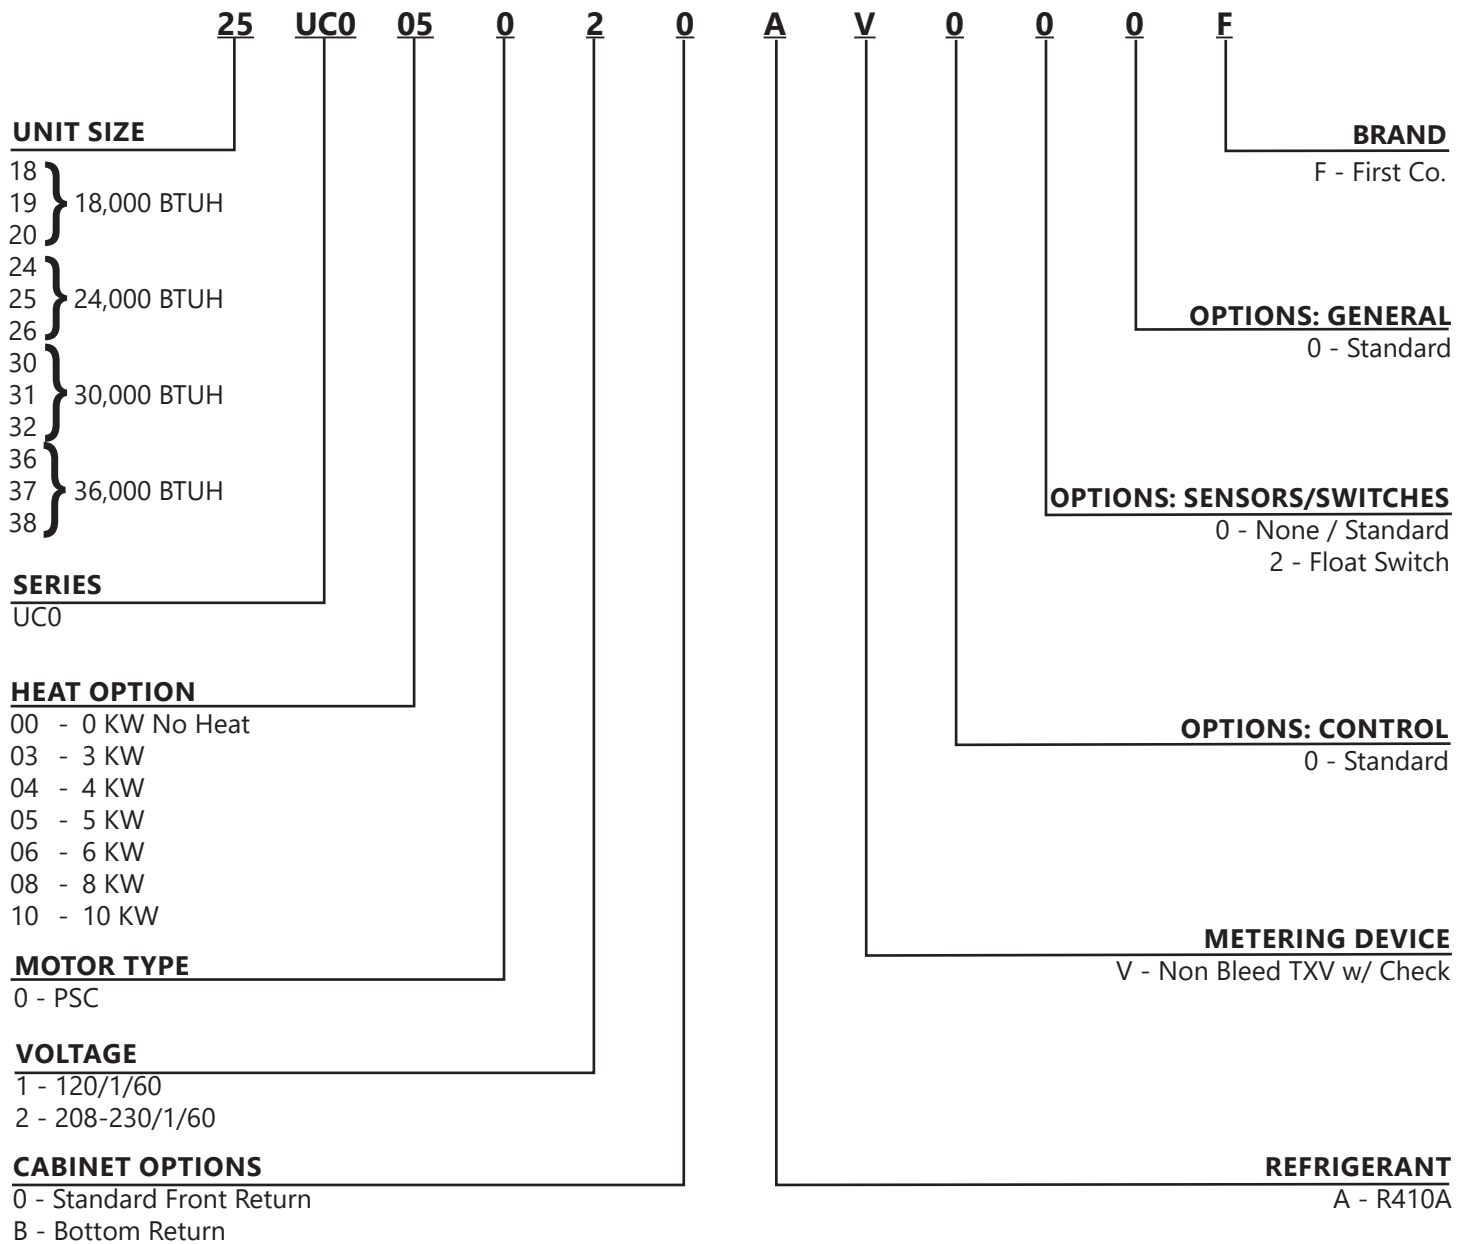 25 UC0 05 0 2 0 A V 0 0 0 F
UNIT SIZE
18
19
20
18,000 BTUH
24
25
26
24,000 BTUH
30
31
32
30,000 BTUH
36
37
38
36,000 BTUH
SERIES
UC0
HEAT OPTION
00 - 0 KW No Heat
03 - 3 KW
04 - 4 KW
05 - 5 KW
06 - 6 KW
08 - 8 KW
10 - 10 KW
MOTOR TYPE
0 - PSC
VOLTAGE
1 - 120/1/60
2 - 208-230/1/60
CABINET OPTIONS
0 - Standard Front Return
B - Bottom Return
BRAND
F - First Co.
OPTIONS: GENERAL
0 - Standard
OPTIONS: SENSORS/SWITCHES
0 - None / Standard
2 - Float Switch
OPTIONS: CONTROL
0 - Standard
METERING DEVICE
V - Non Bleed TXV w/ Check
REFRIGERANT
A - R410A